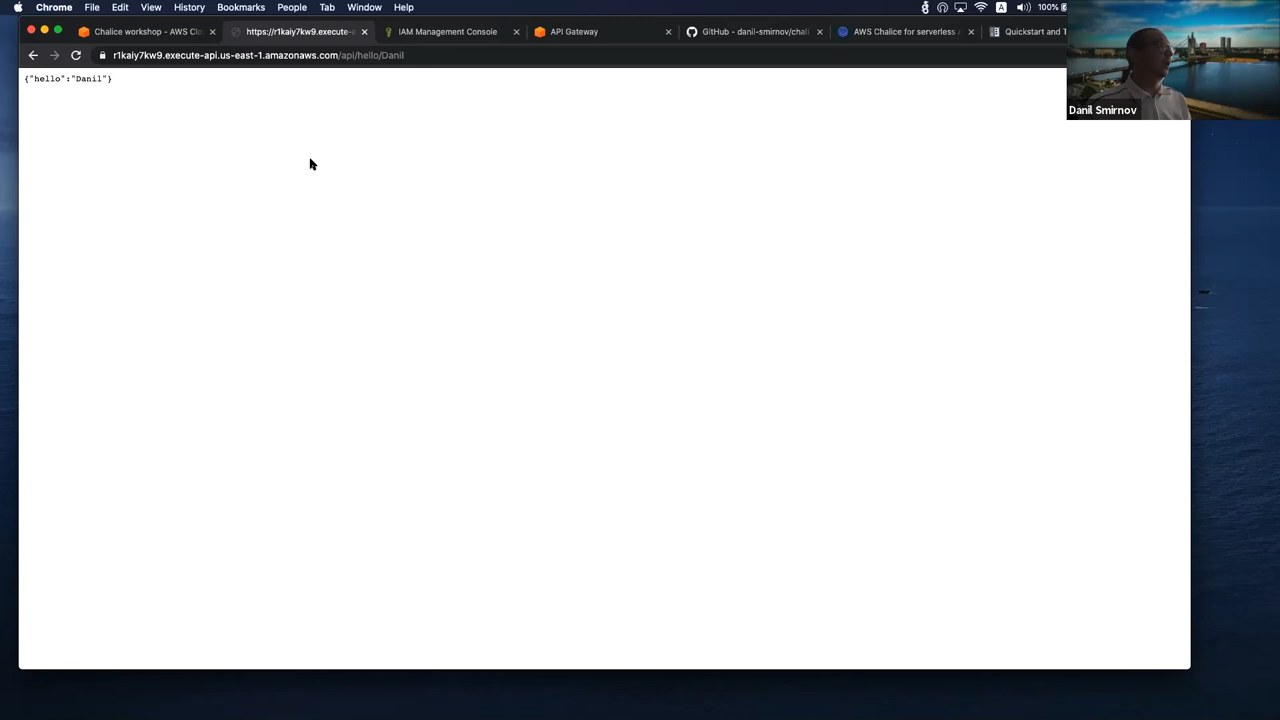 Chrome File Edit View History Bookmarks People Tab Window Help
A 100%
Chalice workshop - AWS Clo
https://r1kaiy7kw9.execute-a
IAM Management Console
API Gateway
GitHub - danil-smirnov/chali
AWS Chalice for serverless A
Quickstart and T
r1kaiy7kw9.execute-api.us-east-1.amazonaws.com/api/hello/Danil
{"hello":"Danil"}
Danil Smirnov